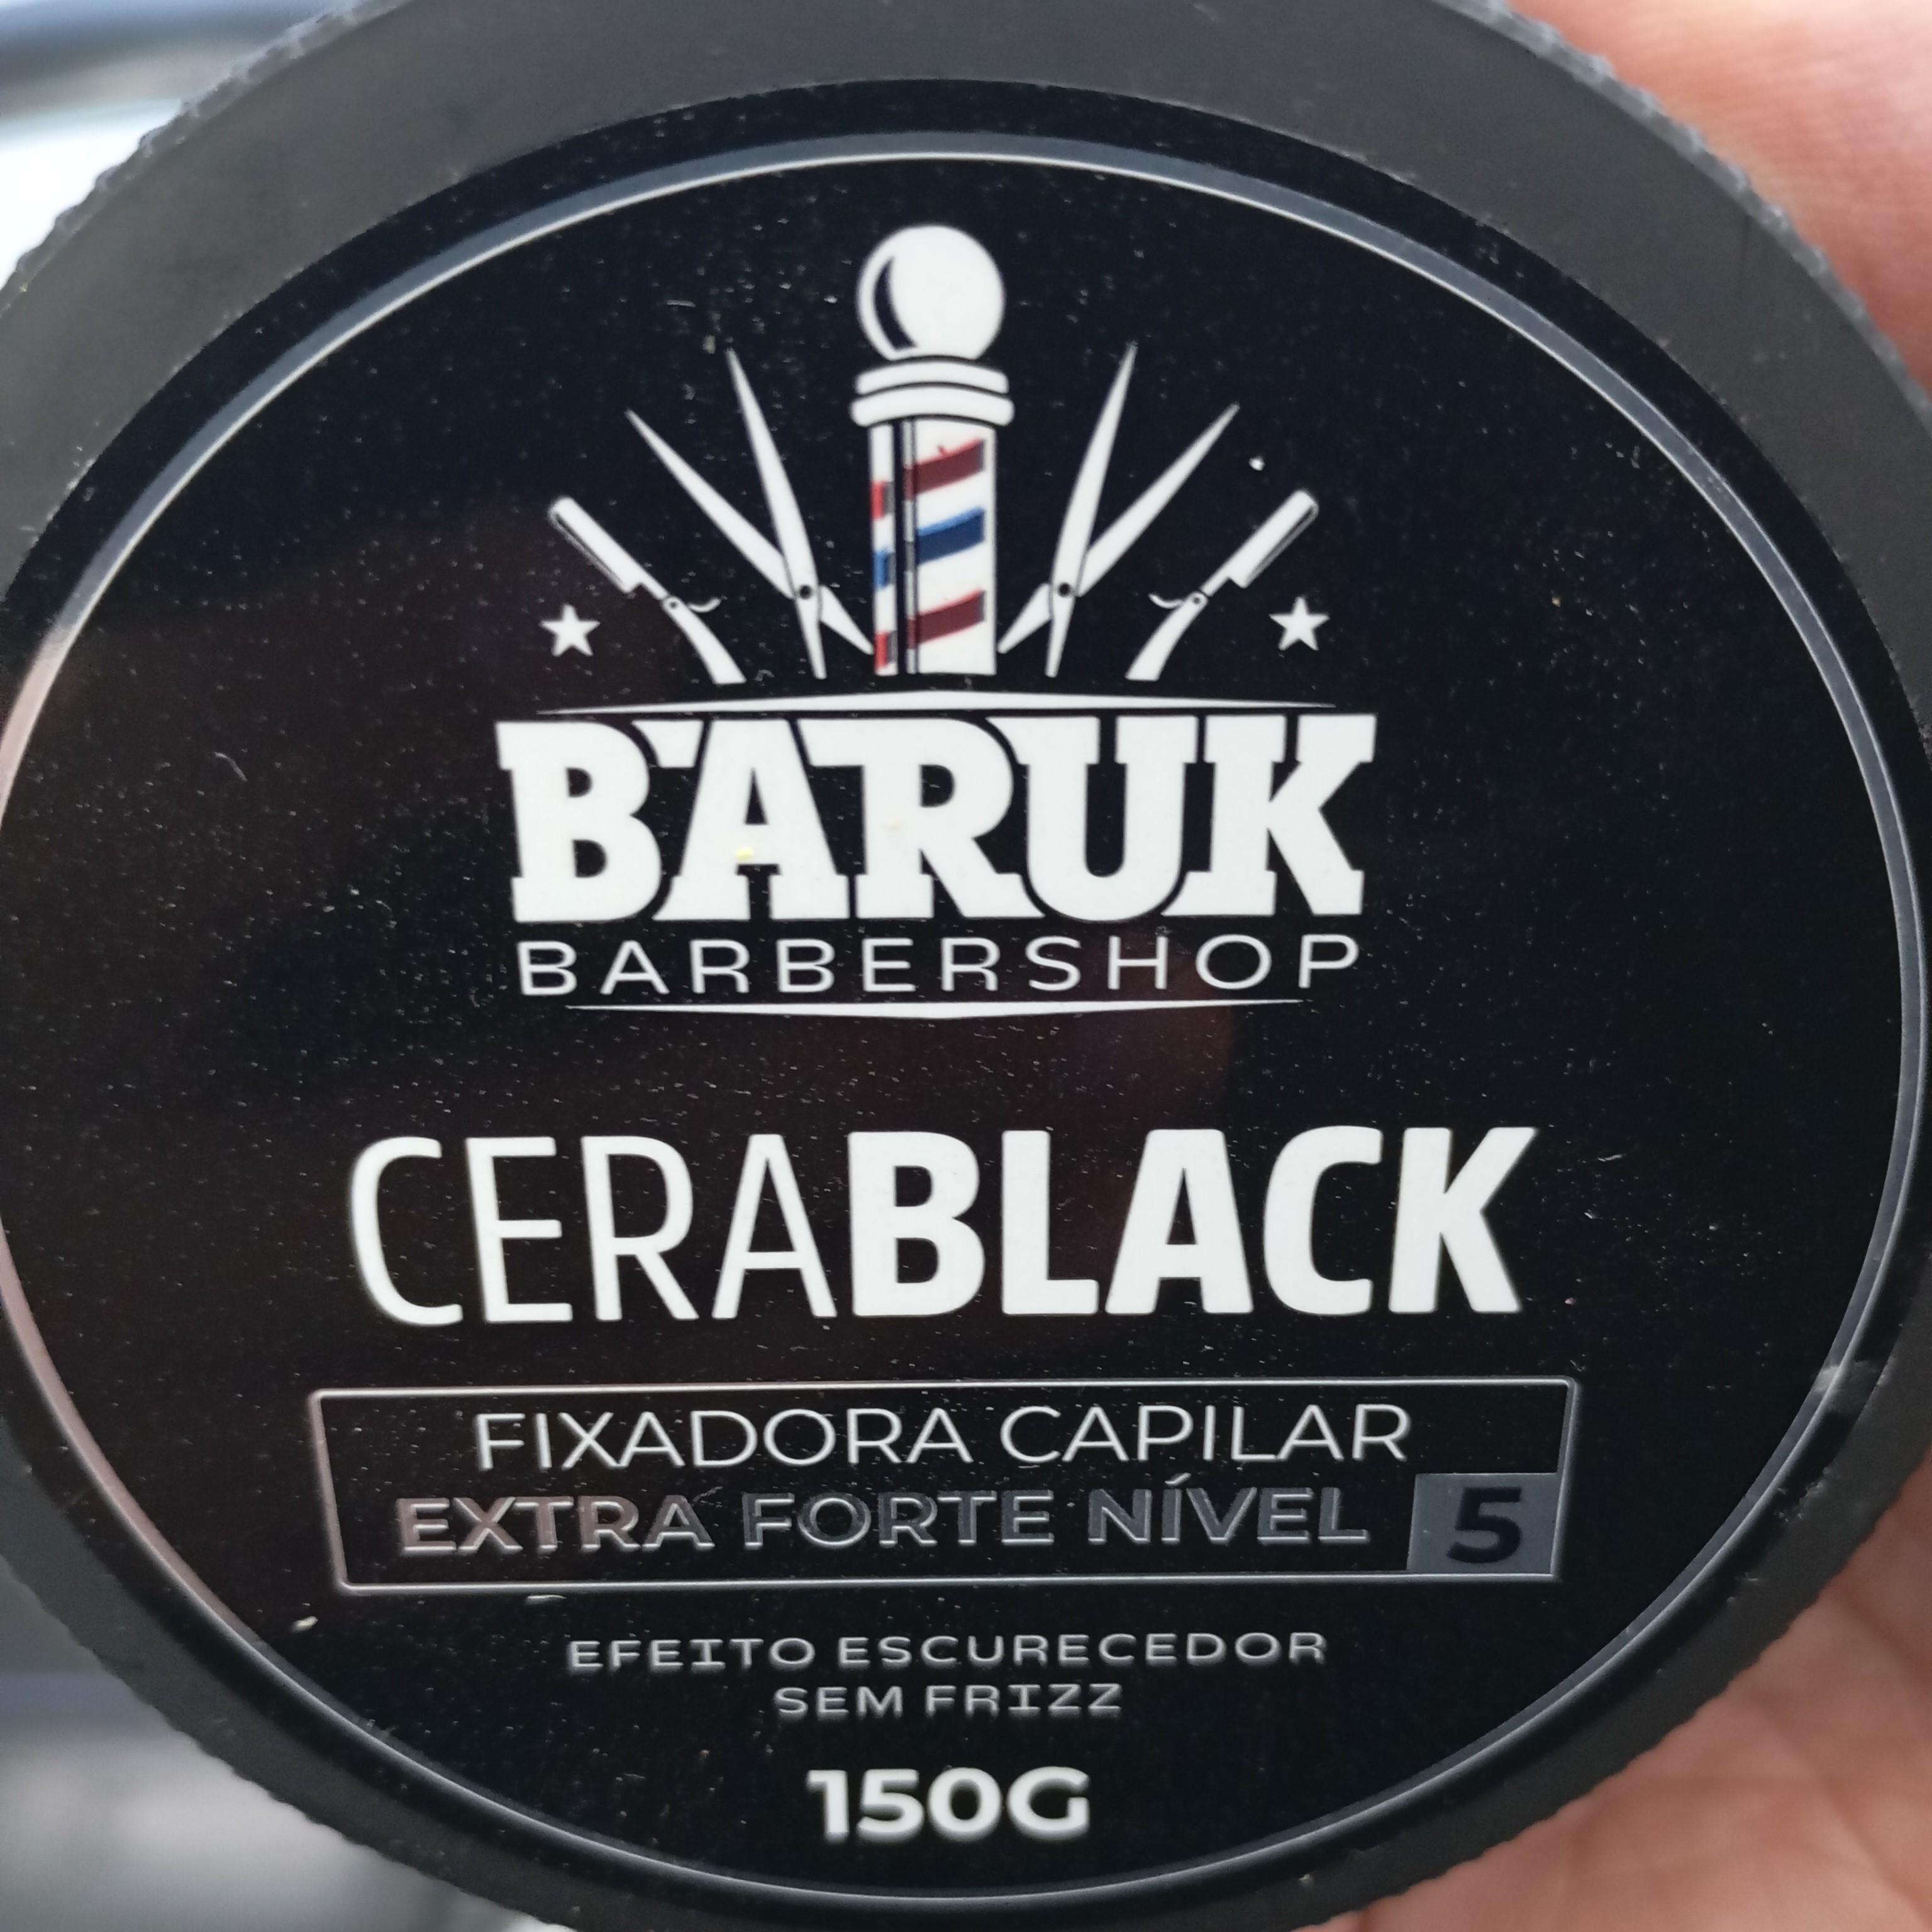 BARUK
BARBERSHOP
CERABLACK
FIXADORA CAPILAR
EXTRA FORTE NÍVEL 5
EFEITO ESCURECEDOR
SEM FRIZZ
150G